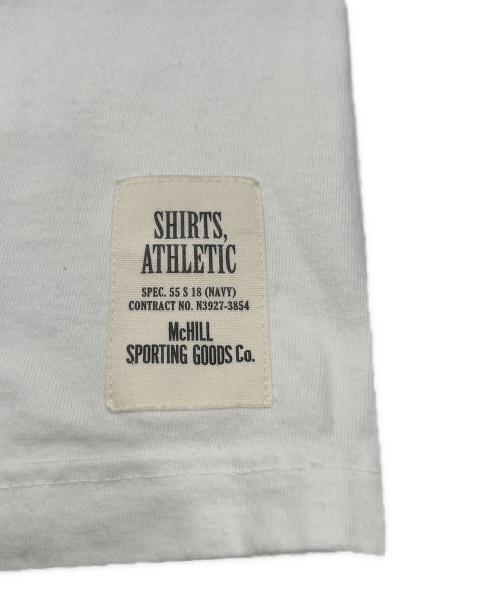 SHIRTS,
ATHLETIC
SPEC. 55 S 18 (NAVY)
CONTRACT NO. N3927-3854
McHILL
SPORTING GOODS Co.